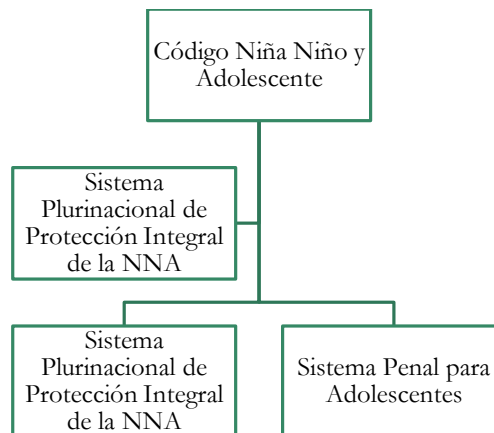 Código Niña Niño y
Adolescente
Sistema
Plurinacional de
Protección Integral
de la NNA
Sistema
Plurinacional de
Protección Integral
de la NNA
Sistema Penal para
Adolescentes